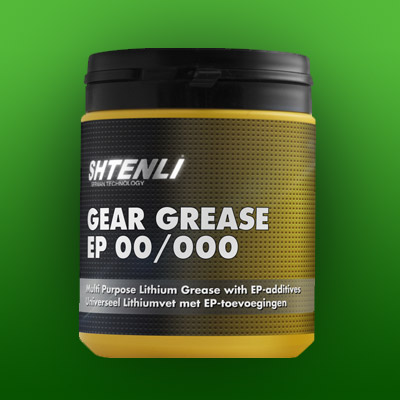 SHTENLI
GERMAN TECHNOLOGY
GEAR GREASE
EP 00/000
Multi Purpose Lithium Grease with EP-additives
Universeel Lithiumvet met EP-toevoegingen